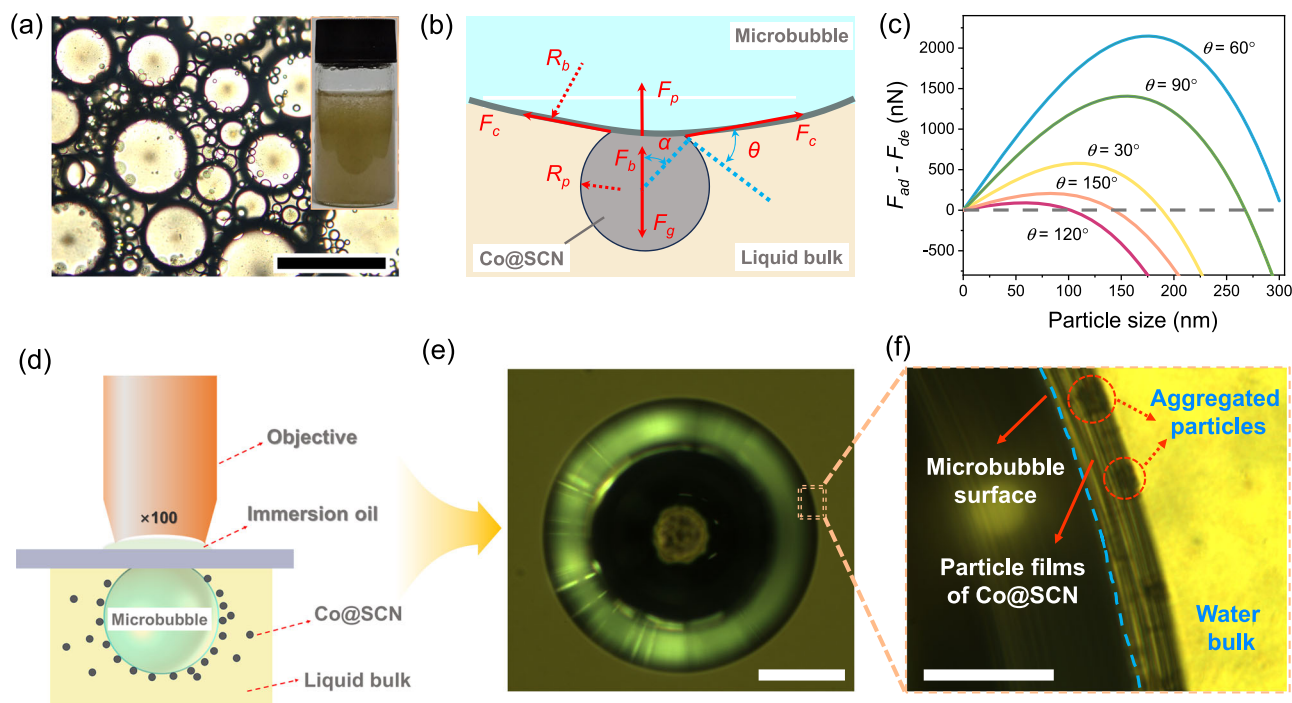 (a)
(b)
Microbubble
R_b
F_p
F_c
F_c
F_b
α
θ
R_p
F_g
Co@SCN
Liquid bulk
(c)
F_ad - F_de (nN)
2000
1500
1000
500
0
-500
θ = 60°
θ = 90°
θ = 30°
θ = 150°
θ = 120°
0 50 100 150 200 250 300
Particle size (nm)
(d)
Objective
×100
Immersion oil
Microbubble
Co@SCN
Liquid bulk
(e)
(f)
Aggregated
particles
Microbubble
surface
Particle films
of Co@SCN
Water
bulk